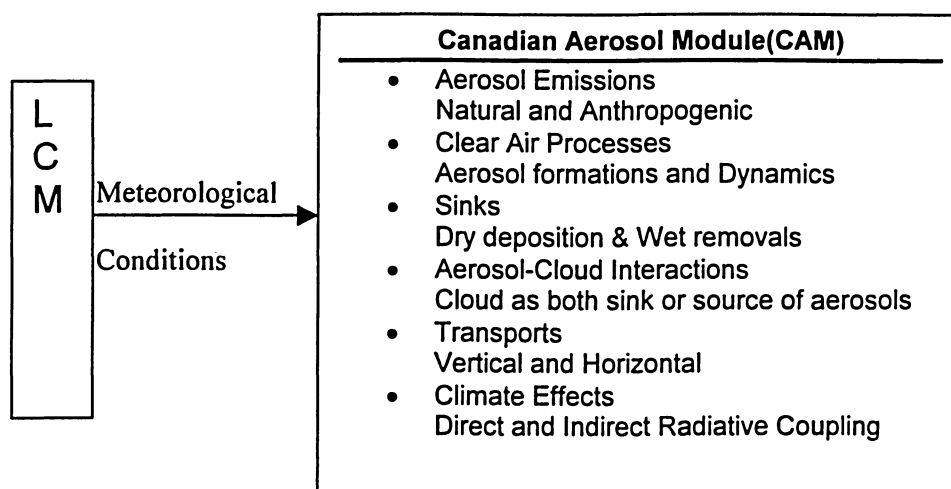 L
C
M
Meteorological
Conditions
Canadian Aerosol Module(CAM)
• Aerosol Emissions
Natural and Anthropogenic
• Clear Air Processes
Aerosol formations and Dynamics
• Sinks
Dry deposition & Wet removals
• Aerosol-Cloud Interactions
Cloud as both sink or source of aerosols
• Transports
Vertical and Horizontal
• Climate Effects
Direct and Indirect Radiative Coupling